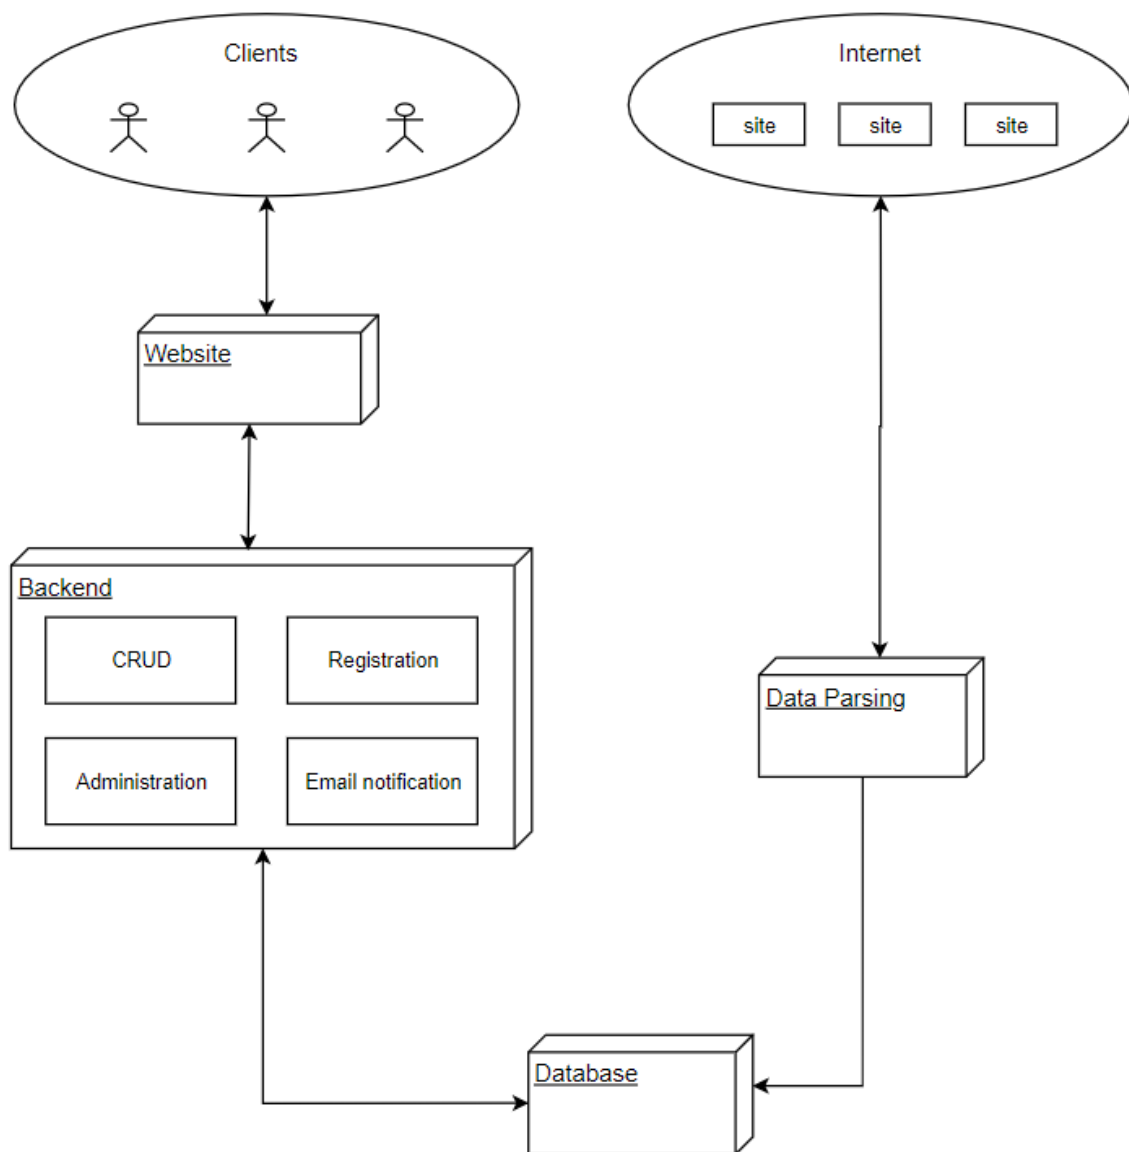 Clients
Internet
site
site
site
Website
Backend
CRUD
Registration
Data Parsing
Administration
Email notification
Database